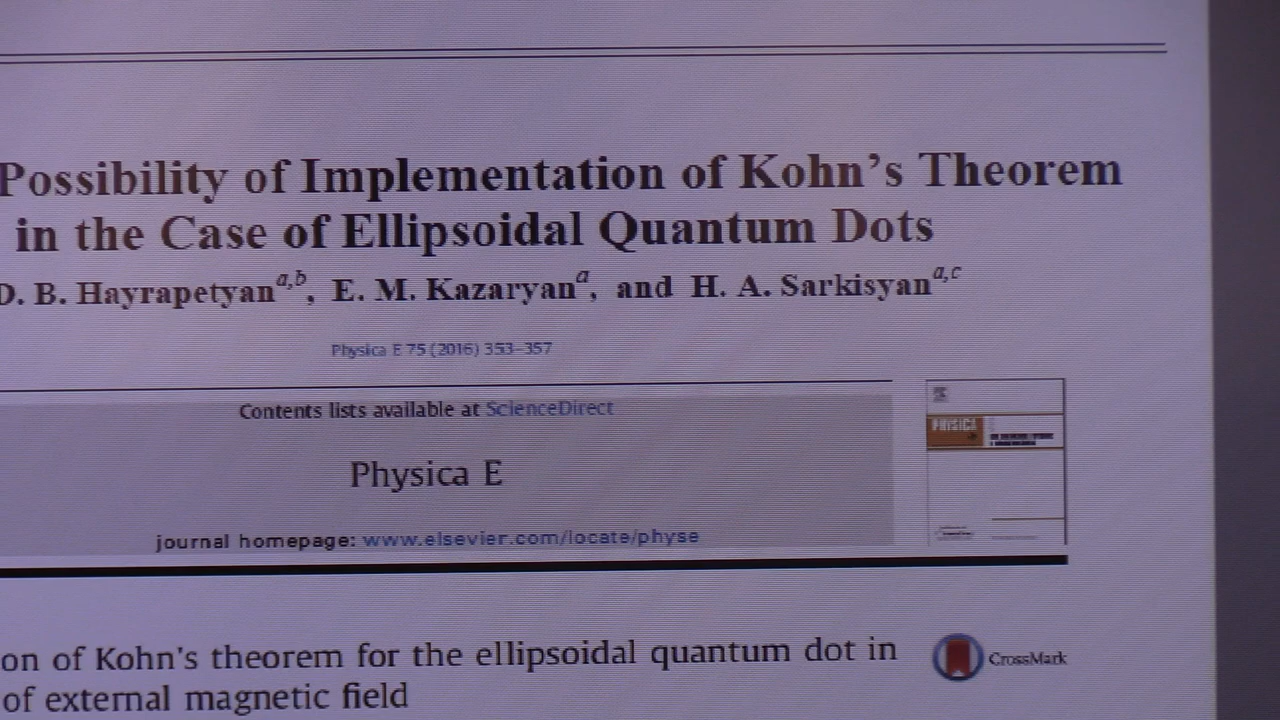 Possibility of Implementation of Kohn's Theorem
in the Case of Ellipsoidal Quantum Dots
D. B. Hayrapetyan a,b, E. M. Kazaryan a, and H. A. Sarkisyan a,c
Physica E 75 (2016) 353–357
Contents lists available at ScienceDirect
Physica E
PHYSICA
journal homepage: www.elsevier.com/locate/physe
on of Kohn's theorem for the ellipsoidal quantum dot in
CrossMark
of external magnetic field